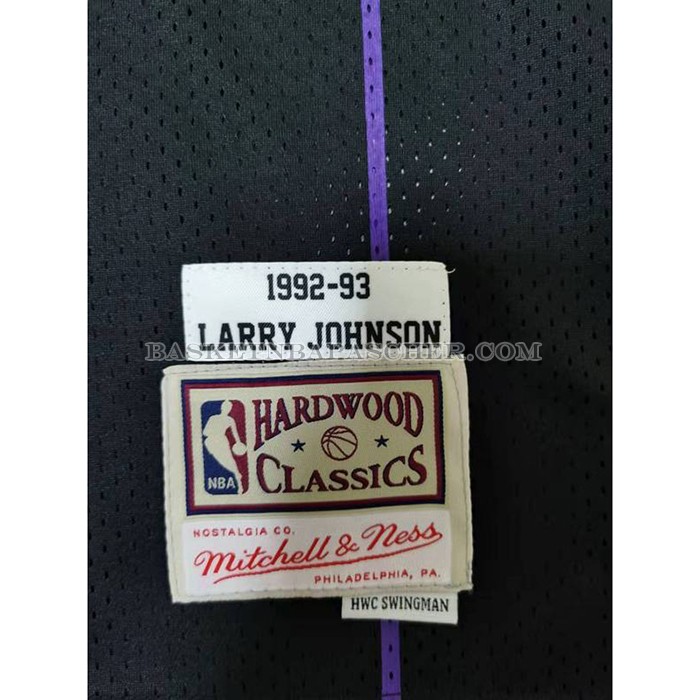 1992-93
LARRY JOHNSON
BASKETNBAPASCHER.COM
HARDWOOD
CLASSICS
NBA
NOSTALGIA CO.
Mitchell & Ness
PHILADELPHIA, PA.
HWC SWINGMAN